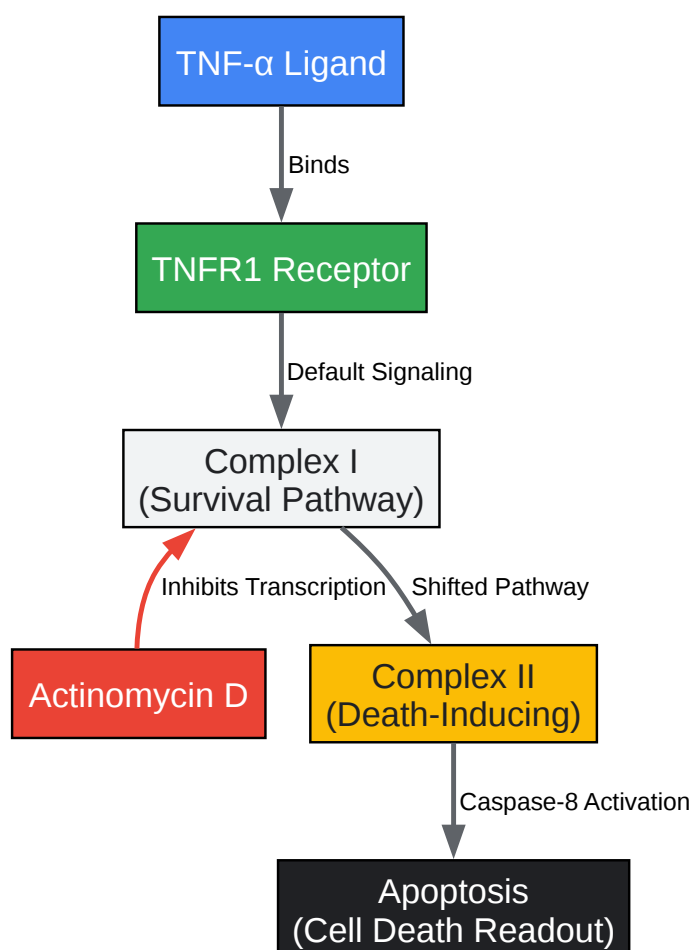 TNF-α Ligand
Binds
TNFR1 Receptor
Default Signaling
Complex I
(Survival Pathway)
Inhibits Transcription
Shifted Pathway
Actinomycin D
Complex II
(Death-Inducing)
Caspase-8 Activation
Apoptosis
(Cell Death Readout)